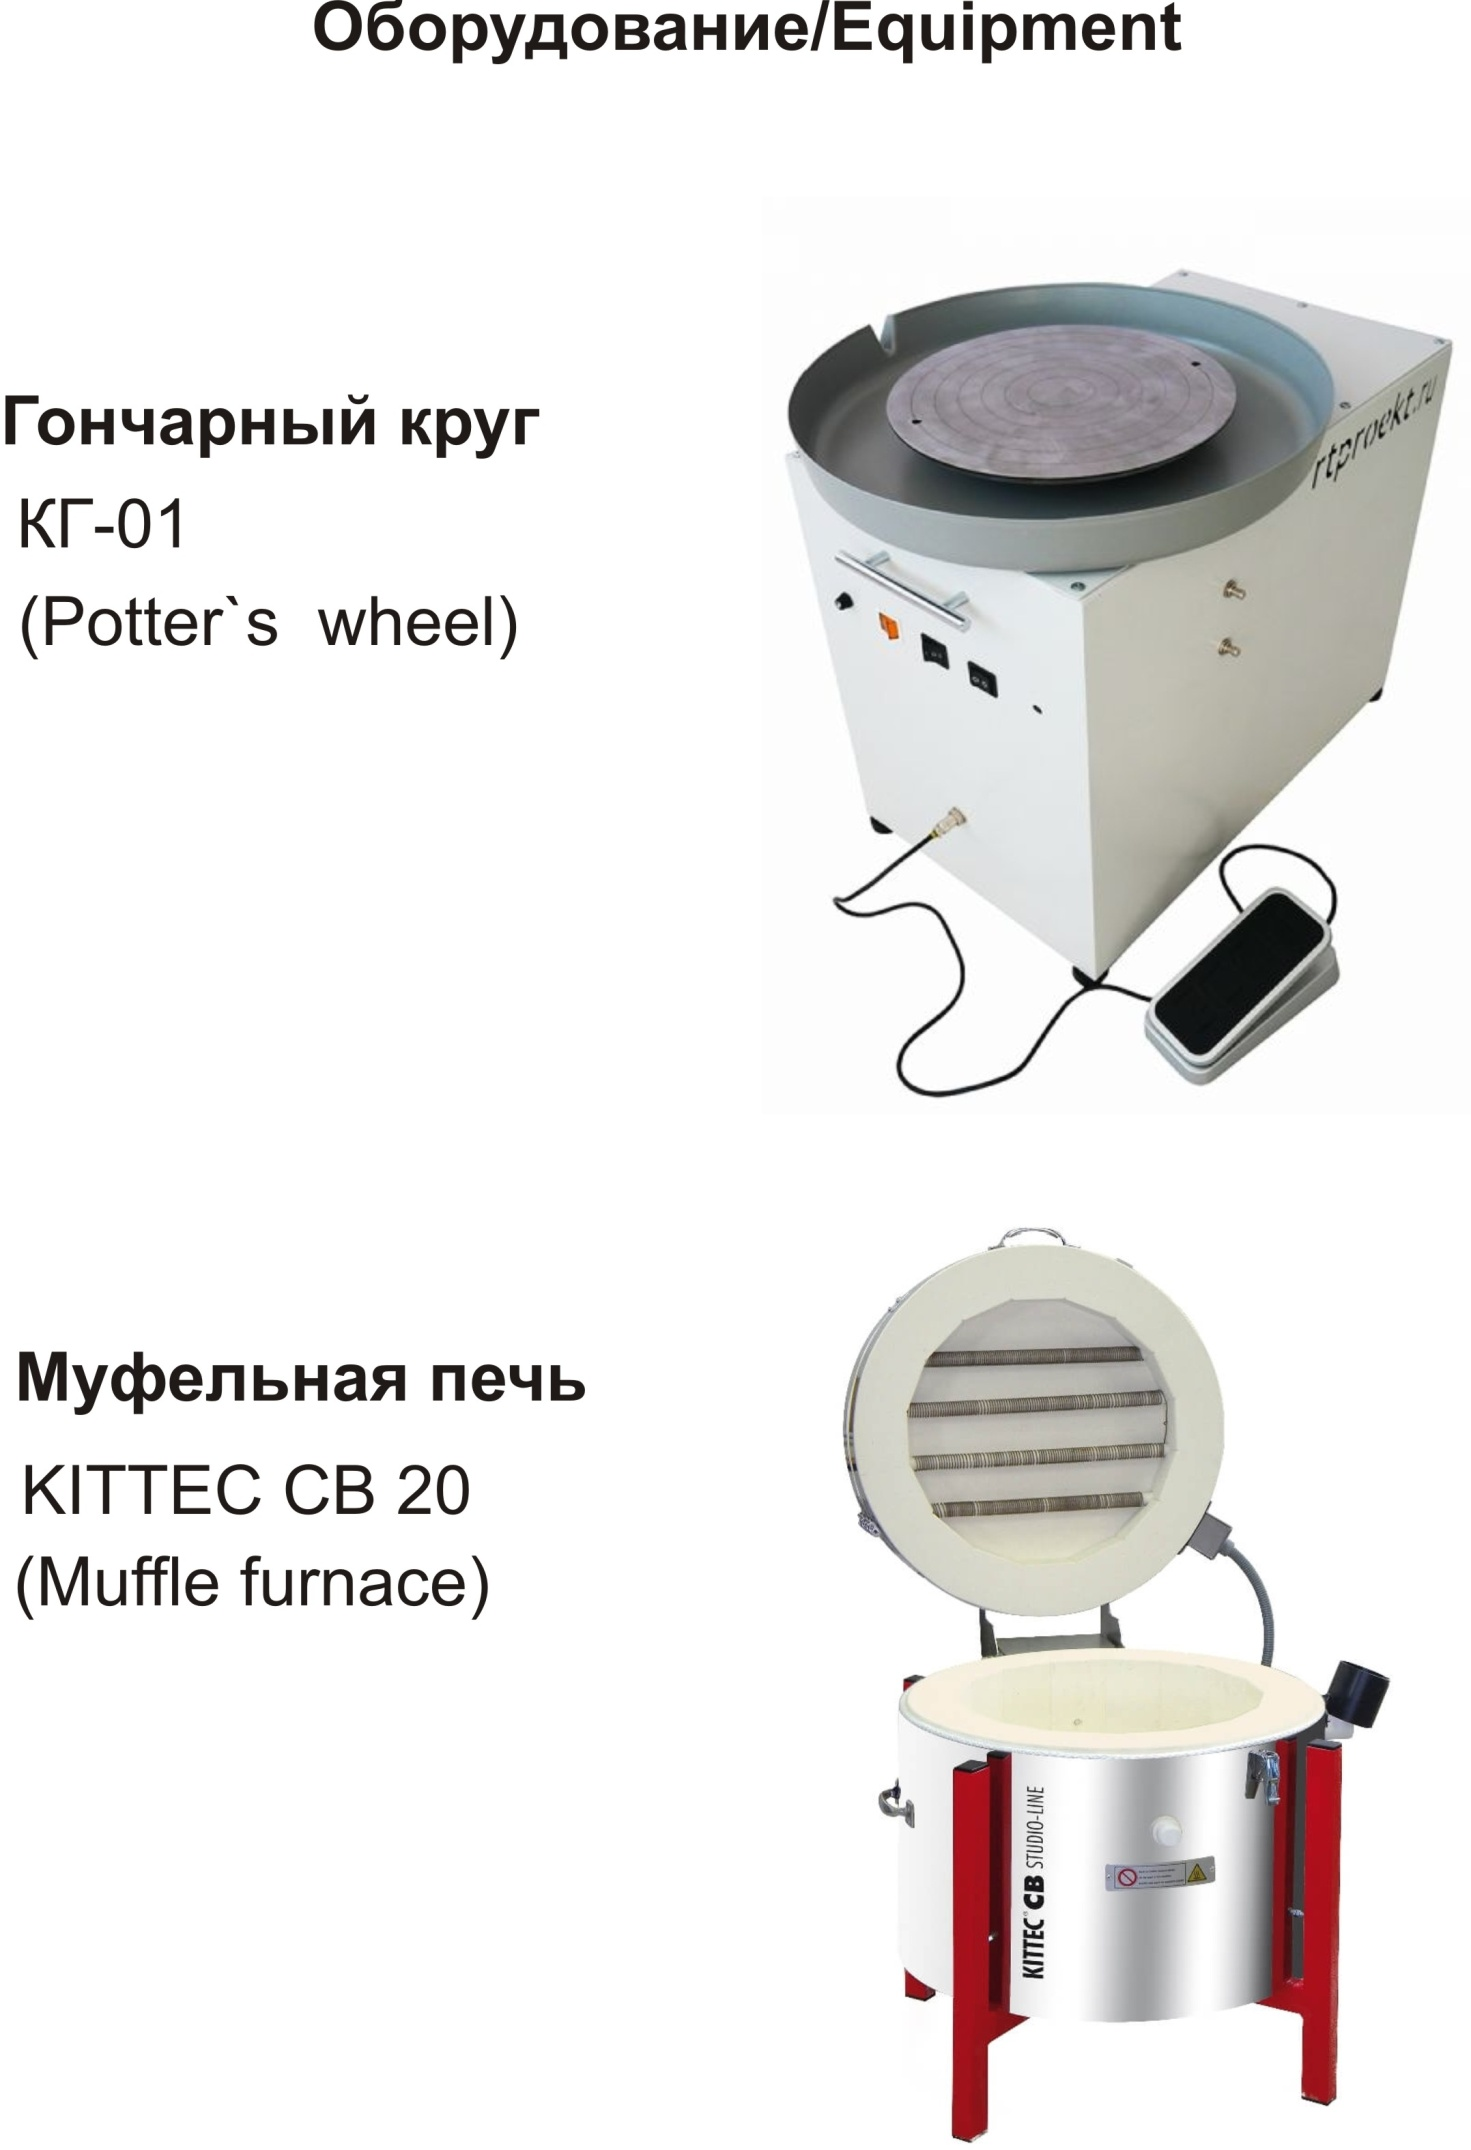 Оборудование/Equipment
Гончарный круг
КГ-01
(Potter`s wheel)
rtproekt.ru
Муфельная печь
KITTEC CB 20
(Muffle furnace)
KITTEC CB STUDIO-LINE